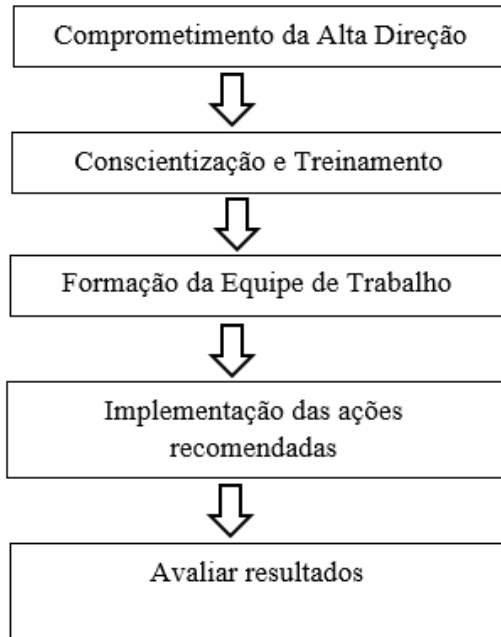 Comprometimento da Alta Direção
Conscientização e Treinamento
Formação da Equipe de Trabalho
Implementação das ações
recomendadas
Avaliar resultados